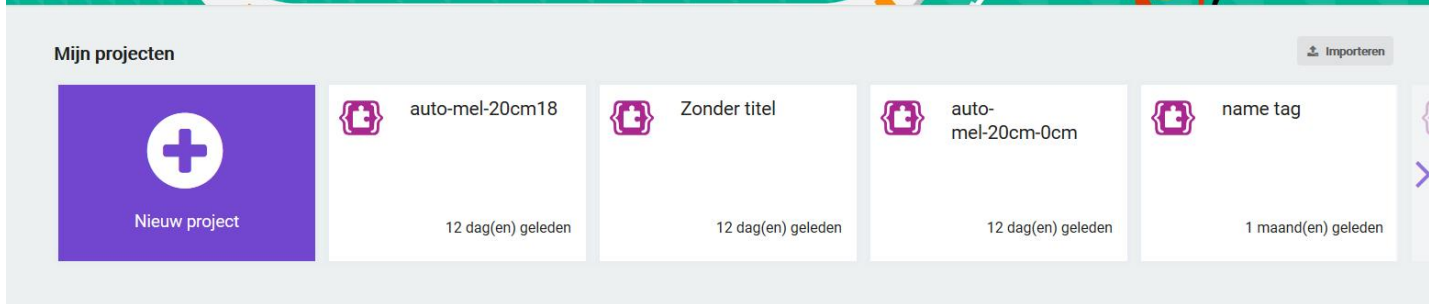 Mijn projecten
Importeren
Nieuw project
auto-mel-20cm18
12 dag(en) geleden
Zonder titel
12 dag(en) geleden
auto-
mel-20cm-0cm
12 dag(en) geleden
name tag
1 maand(en) geleden